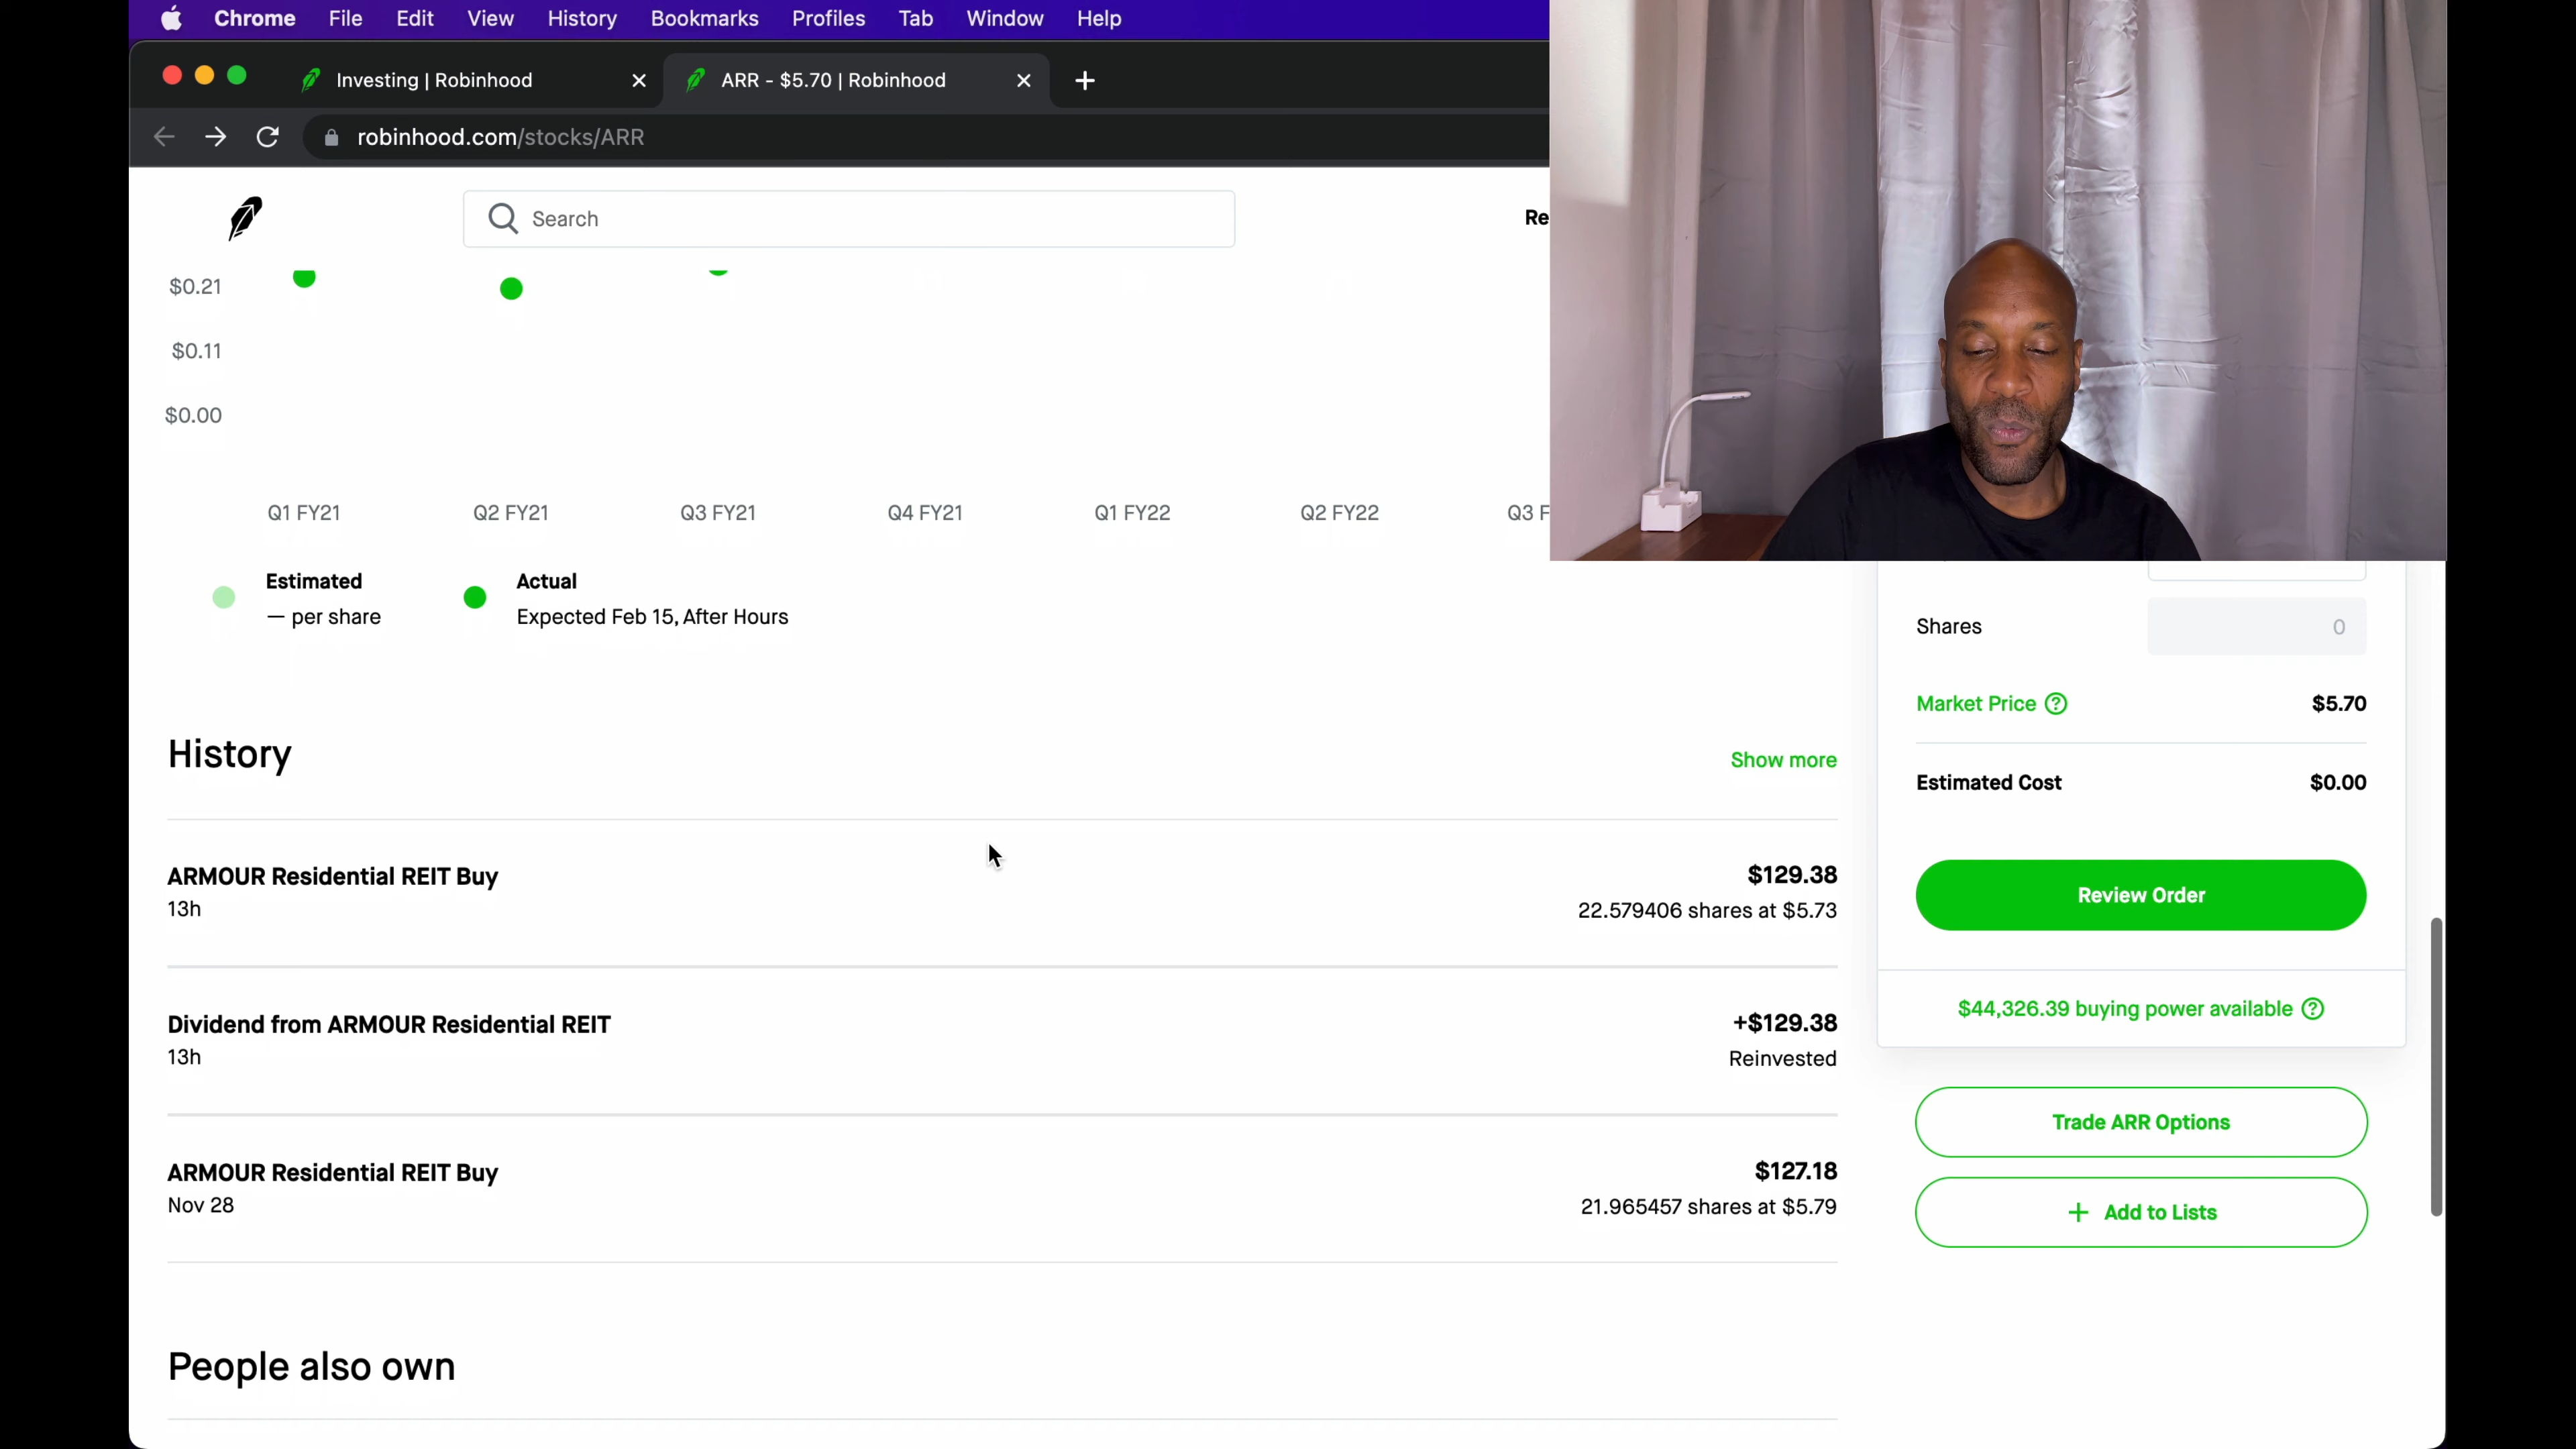 Chrome File Edit View History Bookmarks Profiles Tab Window Help
Investing | Robinhood
ARR - $5.70 | Robinhood
robinhood.com/stocks/ARR
Search
Re
$0.21
$0.11
$0.00
Q1 FY21 Q2 FY21 Q3 FY21 Q4 FY21 Q1 FY22 Q2 FY22 Q3 F
Estimated
— per share
Actual
Expected Feb 15, After Hours
History
Show more
ARMOUR Residential REIT Buy
13h
$129.38
22.579406 shares at $5.73
Dividend from ARMOUR Residential REIT
13h
+$129.38
Reinvested
ARMOUR Residential REIT Buy
Nov 28
$127.18
21.965457 shares at $5.79
People also own
Shares 0
Market Price $5.70
Estimated Cost $0.00
Review Order
$44,326.39 buying power available
Trade ARR Options
+ Add to Lists